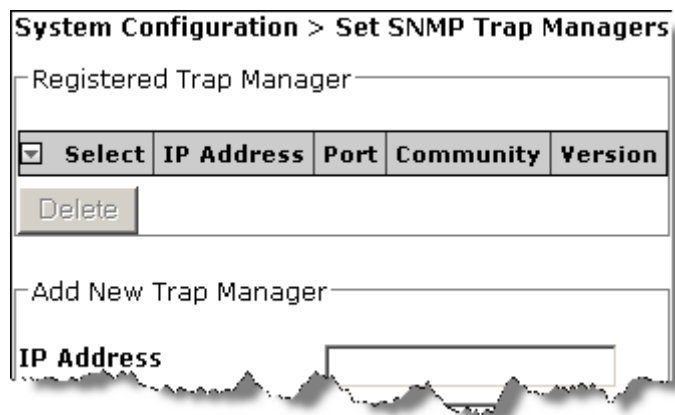 System Configuration > Set SNMP Trap Managers
Registered Trap Manager
Select IP Address Port Community Version
Delete
Add New Trap Manager
IP Address